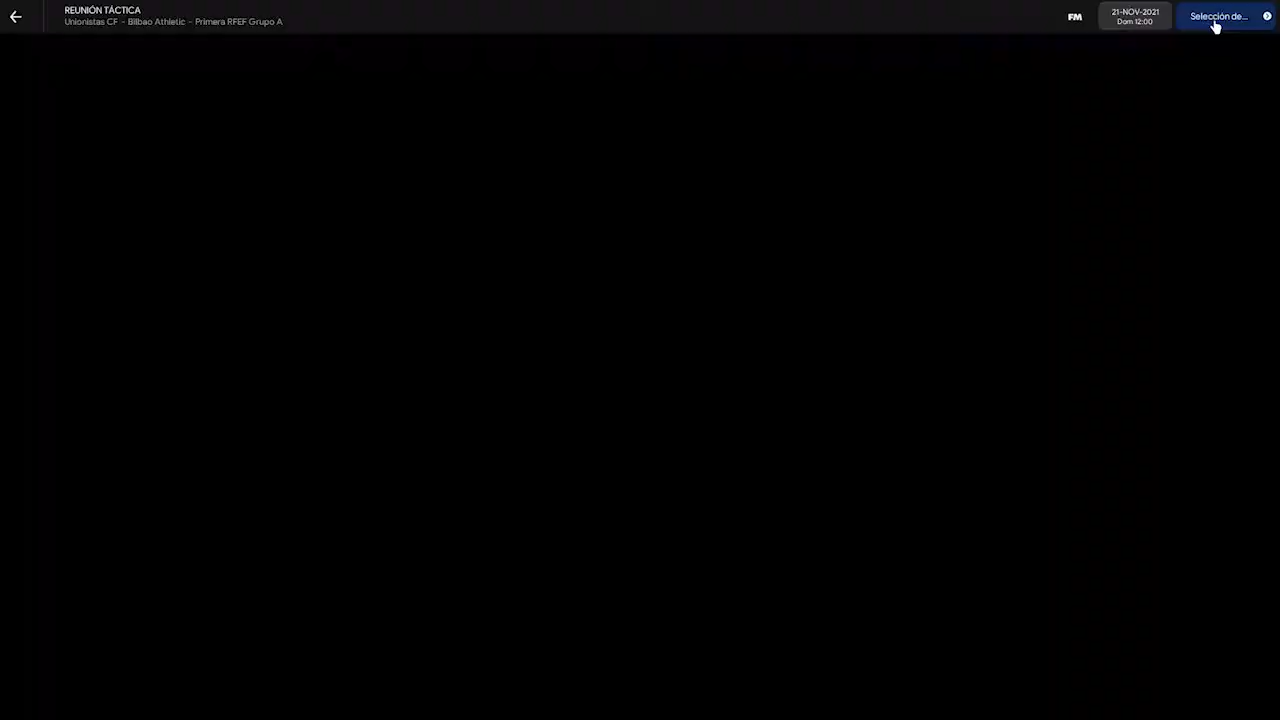 REUNIÓN TÁCTICA
Unionistas CF - Bilbao Athletic - Primera RFEF Grupo A
FM
21-NOV-2021
Dom 12:00
Selección de...